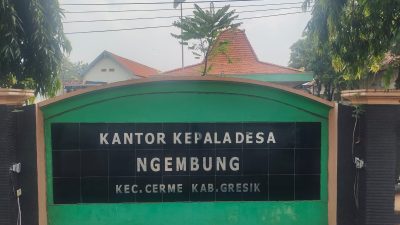 KANTOR KEPALA DESA
NGEMBUNG
KEC. CERME KAB. GRESIK